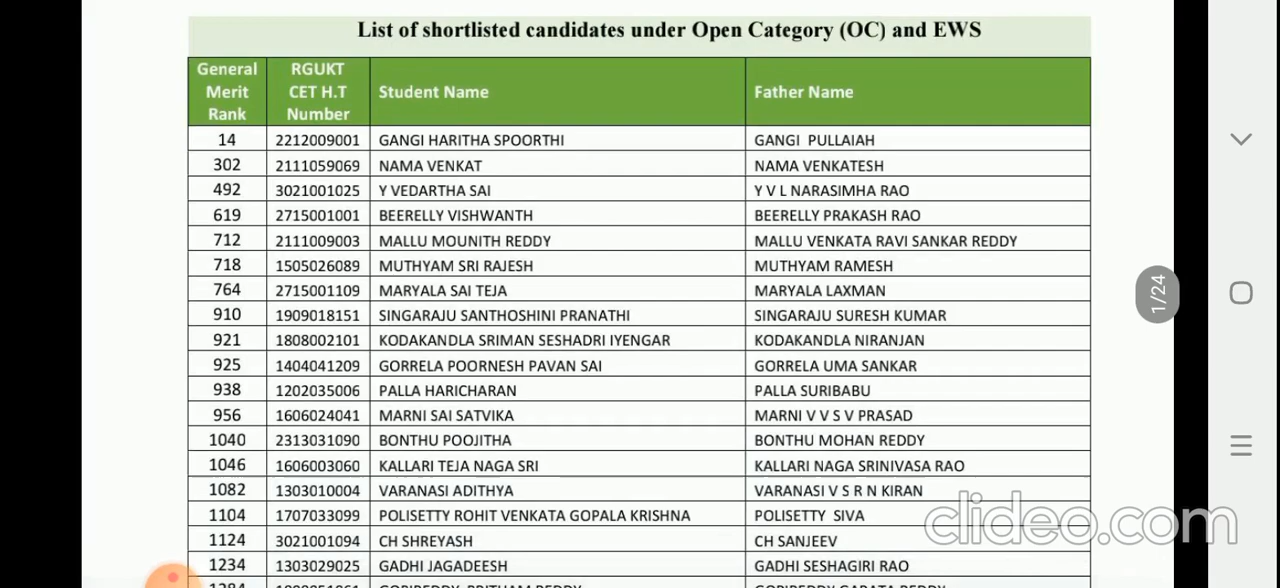 List of shortlisted candidates under Open Category (OC) and EWS
General Merit Rank RGUKT CET H.T Number Student Name Father Name
14 2212009001 GANGI HARITHA SPOORTHI GANGI PULLAIAH
302 2111059069 NAMA VENKAT NAMA VENKATESH
492 3021001025 Y VEDARTHA SAI Y V L NARASIMHA RAO
619 2715001001 BEERELLY VISHWANTH BEERELLY PRAKASH RAO
712 2111009003 MALLU MOUNITH REDDY MALLU VENKATA RAVI SANKAR REDDY
718 1505026089 MUTHYAM SRI RAJESH MUTHYAM RAMESH
764 2715001109 MARYALA SAI TEJA MARYALA LAXMAN
910 1909018151 SINGARAJU SANTHOSHINI PRANATHI SINGARAJU SURESH KUMAR
921 1808002101 KODAKANDLA SRIMAN SESHADRI IYENGAR KODAKANDLA NIRANJAN
925 1404041209 GORRELA POORNESH PAVAN SAI GORRELA UMA SANKAR
938 1202035006 PALLA HARICHARAN PALLA SURIBABU
956 1606024041 MARNI SAI SATVIKA MARNI V V S V PRASAD
1040 2313031090 BONTHU POOJITHA BONTHU MOHAN REDDY
1046 1606003060 KALLARI TEJA NAGA SRI KALLARI NAGA SRINIVASA RAO
1082 1303010004 VARANASI ADITHYA VARANASI V S R N KIRAN
1104 1707033099 POLISETTY ROHIT VENKATA GOPALA KRISHNA POLISETTY SIVA
1124 3021001094 CH SHREYASH CH SANJEEV
1234 1303029025 GADHI JAGADEESH GADHI SESHAGIRI RAO
1/24
clideo.com